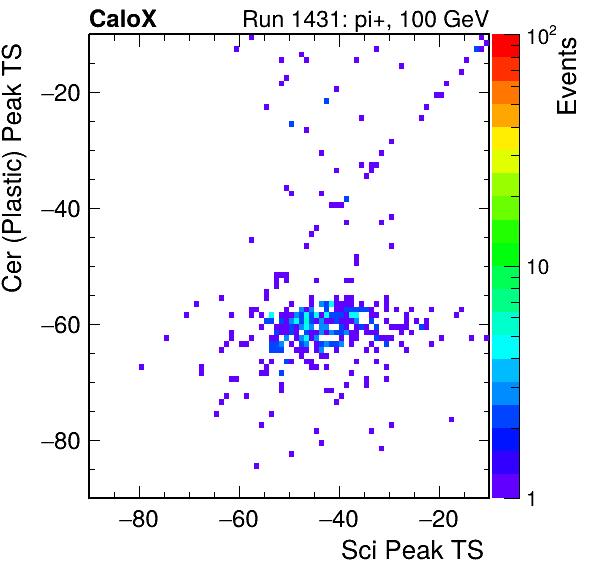 CaloX Run 1431: pi+, 100 GeV
Cer (Plastic) Peak TS
−20
−40
−60
−80
−80 −60 −40 −20
Sci Peak TS
10²
10
1
Events